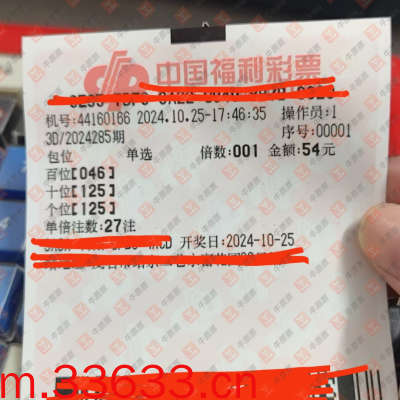 中国福利彩票
机号:44160166 2024.10.25-17:46:35 操作员:1
3D/2024285期 序号:00001
包位 单选 倍数:001 金额:54元
百位[046]
十位[125]
个位[125]
单倍注数:27注
开奖日:2024-10-25
m.33633.cn